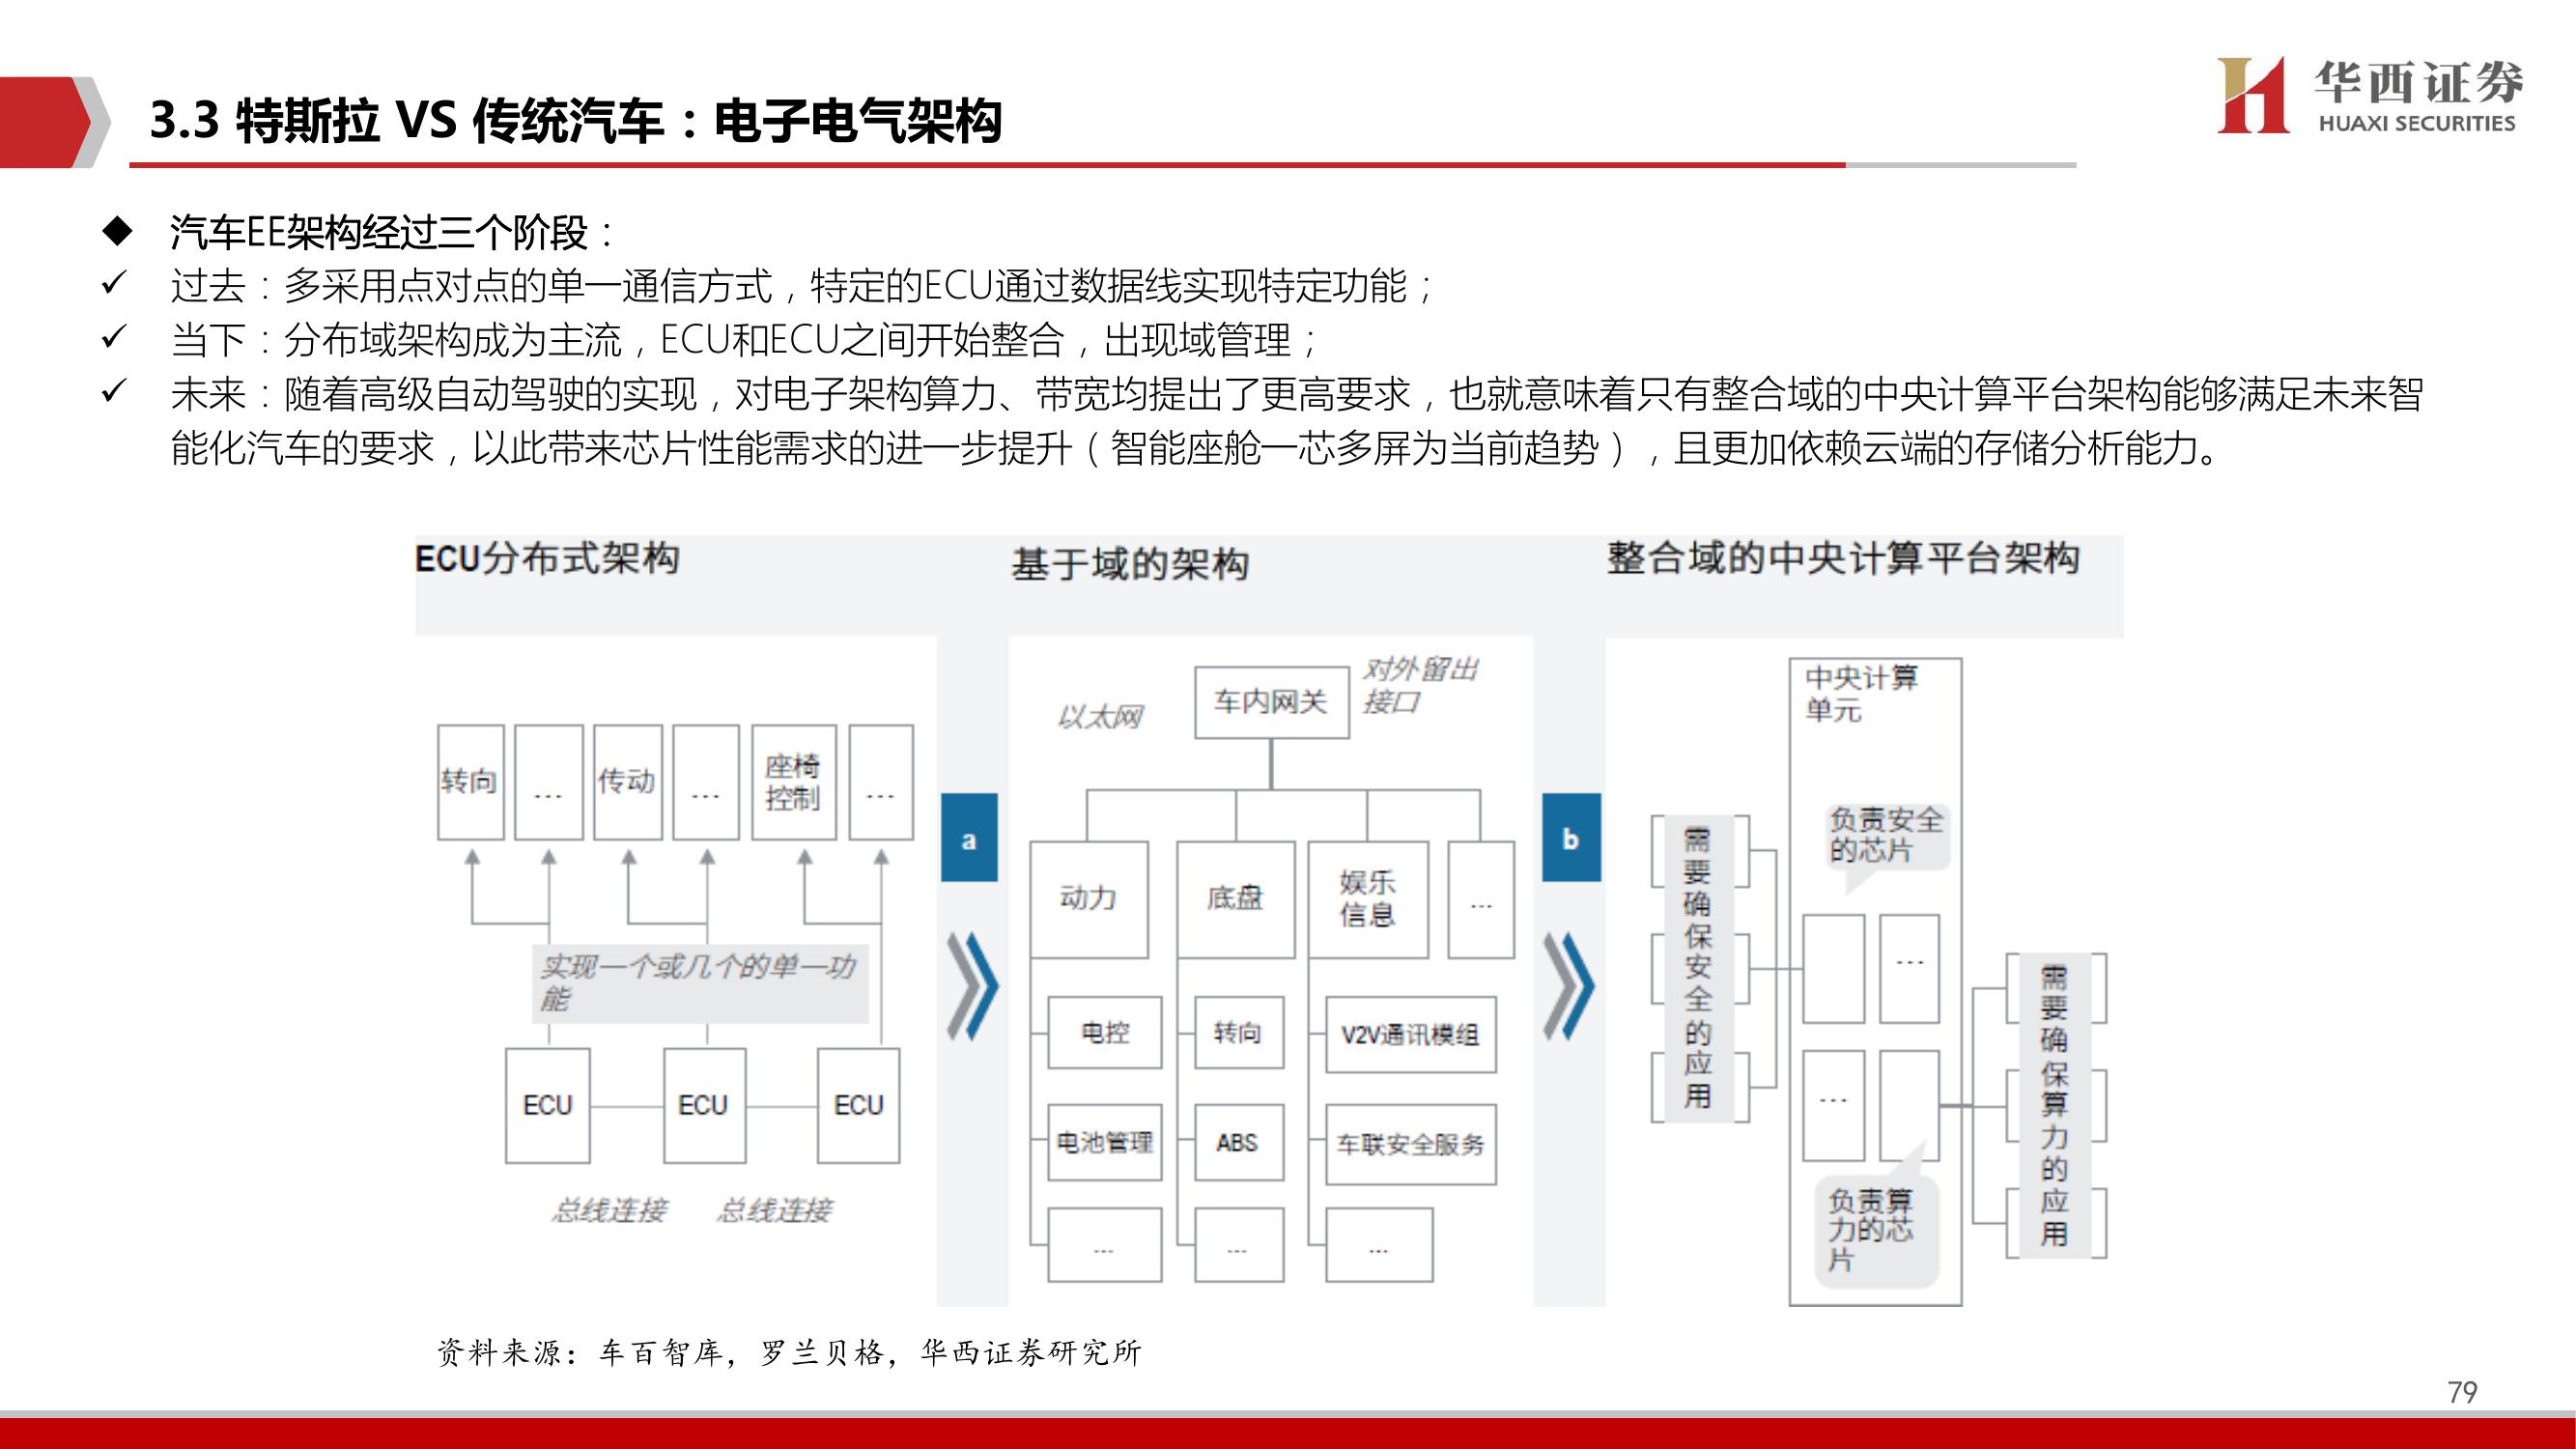 3.3 特斯拉 VS 传统汽车：电子电气架构
华西证券
HUAXI SECURITIES
汽车EE架构经过三个阶段：
过去：多采用点对点的单一通信方式，特定的ECU通过数据线实现特定功能；
当下：分布域架构成为主流，ECU和ECU之间开始整合，出现域管理；
未来：随着高级自动驾驶的实现，对电子架构算力、带宽均提出了更高要求，也就意味着只有整合域的中央计算平台架构能够满足未来智
能化汽车的要求，以此带来芯片性能需求的进一步提升（智能座舱一芯多屏为当前趋势），且更加依赖云端的存储分析能力。
ECU分布式架构
转向
...
传动
...
座椅
控制
...
实现一个或几个的单一功
能
ECU
ECU
ECU
总线连接
总线连接
a
基于域的架构
以太网
车内网关
对外留出
接口
动力
底盘
娱乐
信息
...
电控
转向
V2V通讯模组
电池管理
ABS
车联安全服务
...
...
...
b
整合域的中央计算平台架构
中央计算
单元
负责安全
的芯片
需要确保安全的应用
...
...
需要确保算力的应用
负责算
力的芯
片
资料来源：车百智库，罗兰贝格，华西证券研究所
79